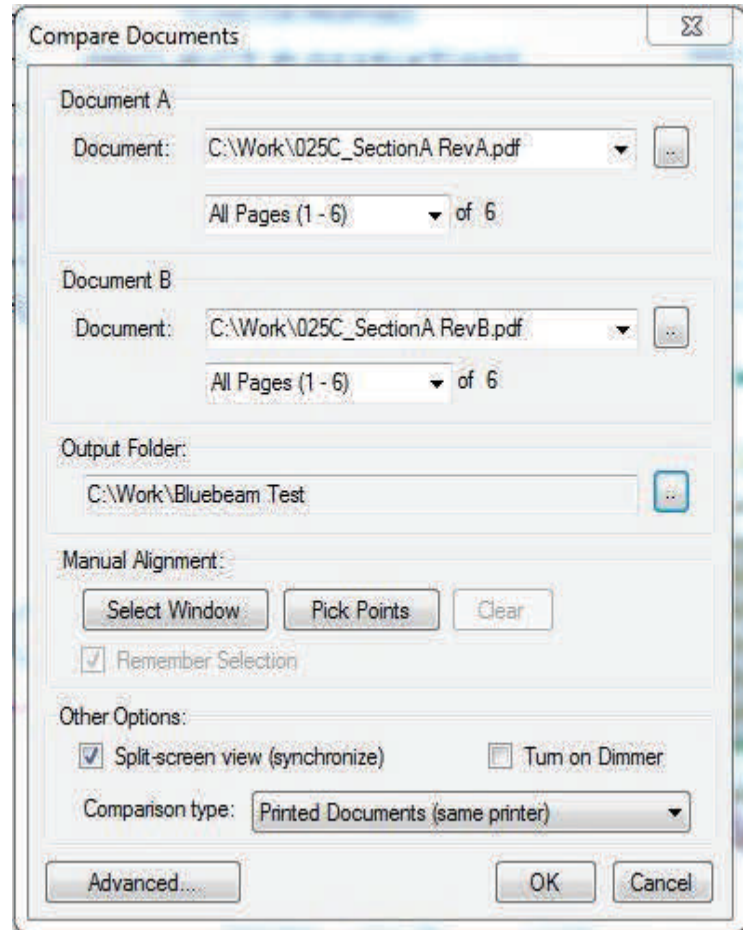 Compare Documents
Document A
Document: C:\Work\025C_SectionA RevA.pdf ..
All Pages (1 - 6) of 6
Document B
Document: C:\Work\025C_SectionA RevB.pdf ..
All Pages (1 - 6) of 6
Output Folder:
C:\Work\Bluebeam Test ..
Manual Alignment:
Select Window Pick Points Clear
Remember Selection
Other Options:
Split-screen view (synchronize) Turn on Dimmer
Comparison type: Printed Documents (same printer)
Advanced.... OK Cancel